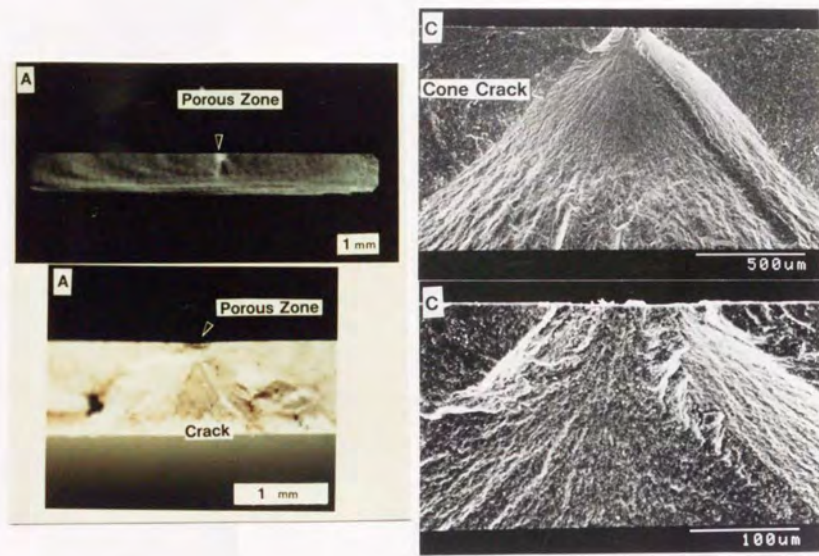 A
Porous Zone
1 mm
A
Porous Zone
Crack
1 mm
C
Cone Crack
500um
C
100um